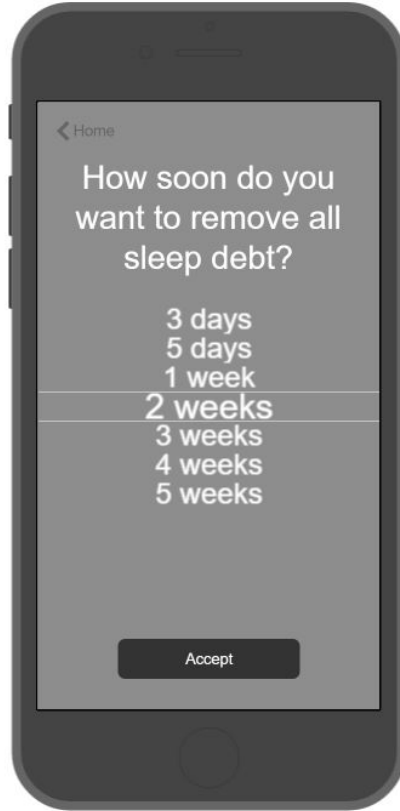 Home
How soon do you
want to remove all
sleep debt?
3 days
5 days
1 week
2 weeks
3 weeks
4 weeks
5 weeks
Accept